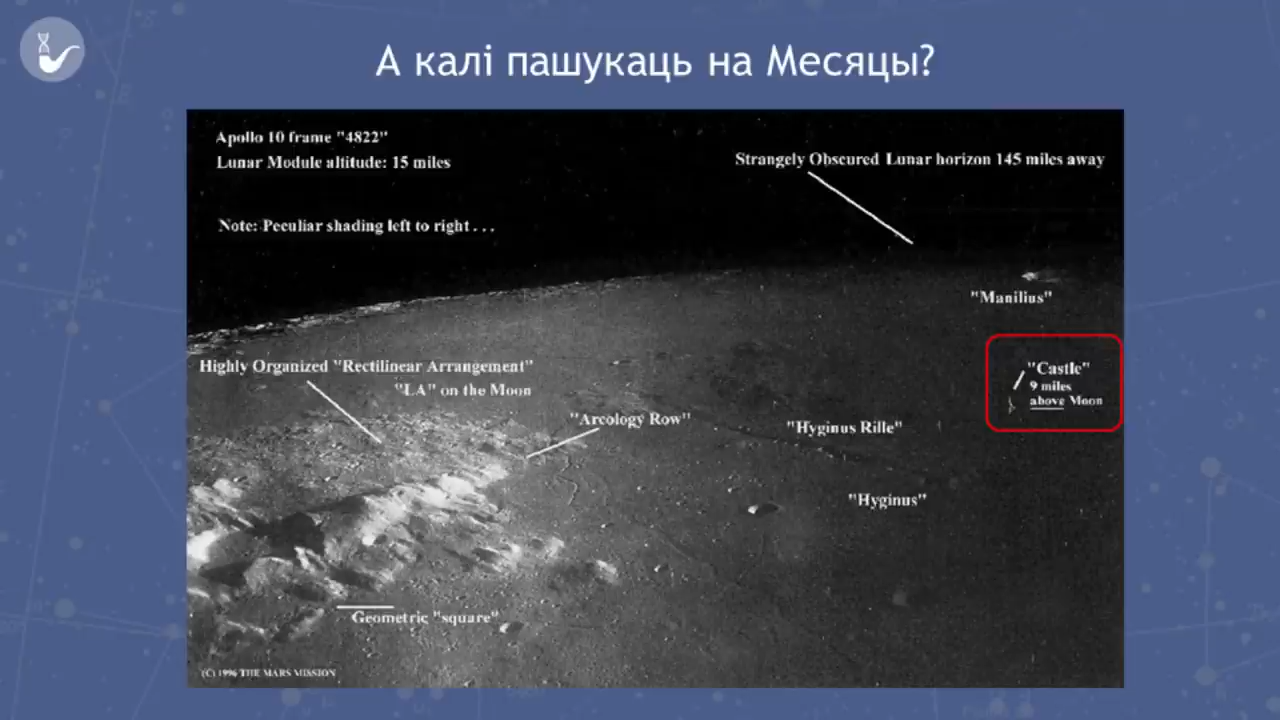 А калі пашукаць на Месяцы?
Apollo 10 frame "4822"
Lunar Module altitude: 15 miles
Strangely Obscured Lunar horizon 145 miles away
Note: Peculiar shading left to right . . .
"Manilius"
Highly Organized "Rectilinear Arrangement"
"LA" on the Moon
"Castle"
9 miles
above Moon
"Arcology Row"
"Hyginus Rille"
"Hyginus"
Geometric "square"
(C) 1996 THE MARS MISSION